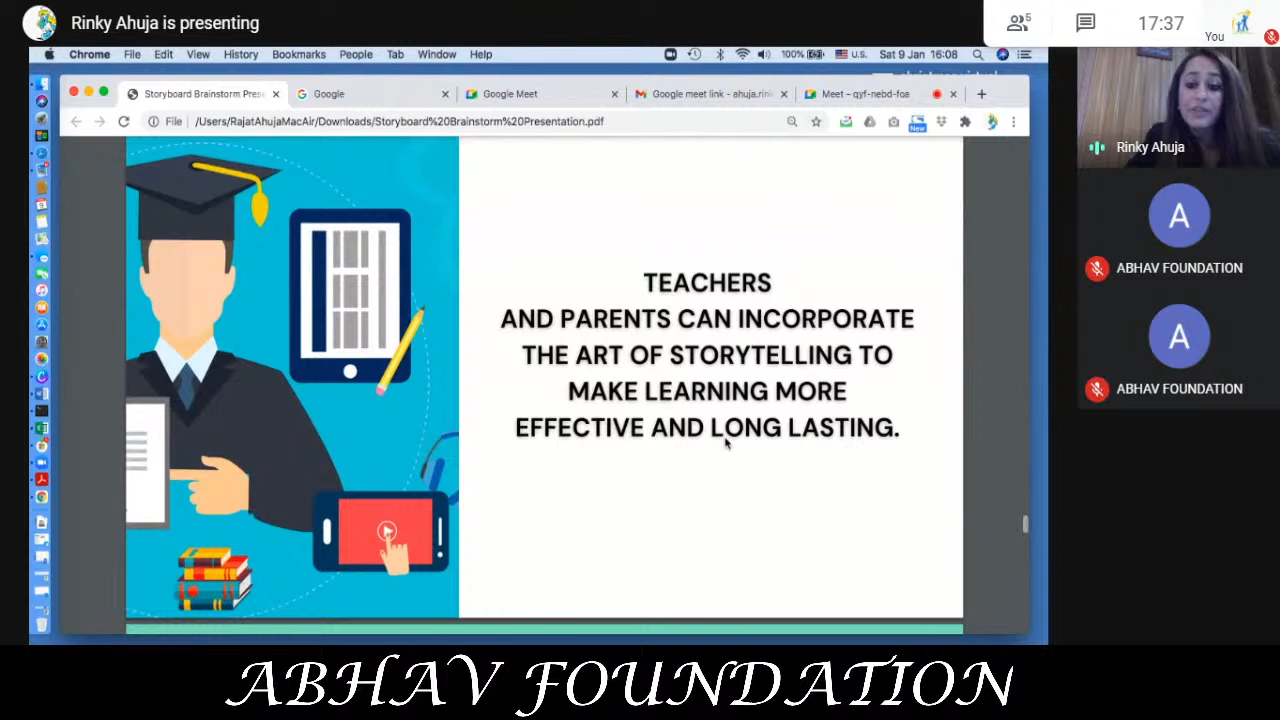 Rinky Ahuja is presenting
5
17:37
You
Chrome File Edit View History Bookmarks People Tab Window Help
100% U.S. Sat 9 Jan 16:08
Storyboard Brainstorm Prese
Google
Google Meet
Google meet link - ahuja.rink
Meet - qyf-nebd-foa
File /Users/RajatAhujaMacAir/Downloads/Storyboard%20Brainstorm%20Presentation.pdf
New
TEACHERS
AND PARENTS CAN INCORPORATE
THE ART OF STORYTELLING TO
MAKE LEARNING MORE
EFFECTIVE AND LONG LASTING.
Rinky Ahuja
A
ABHAV FOUNDATION
A
ABHAV FOUNDATION
ABHAV FOUNDATION